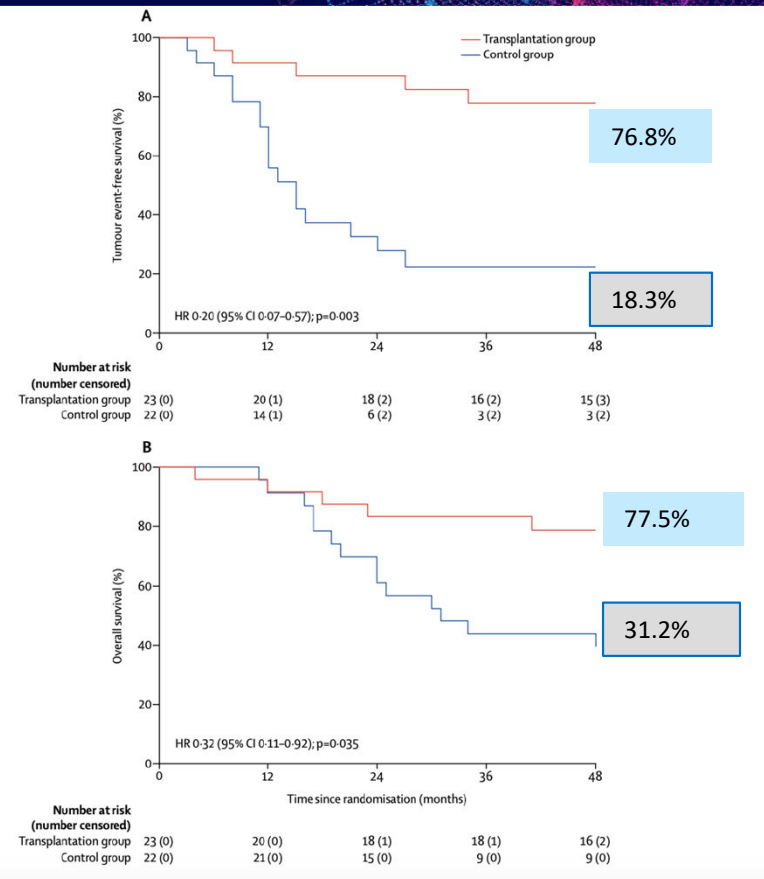 A
100
80
60
40
20
0
Tumour event-free survival (%)
Transplantation group
Control group
76.8%
18.3%
HR 0·20 (95% CI 0·07–0·57); p=0·003
0 12 24 36 48
Number at risk
(number censored)
Transplantation group 23 (0) 20 (1) 18 (2) 16 (2) 15 (3)
Control group 22 (0) 14 (1) 6 (2) 3 (2) 3 (2)
B
100
80
60
40
20
0
Overall survival (%)
77.5%
31.2%
HR 0·32 (95% CI 0·11–0·92); p=0·035
0 12 24 36 48
Time since randomisation (months)
Number at risk
(number censored)
Transplantation group 23 (0) 20 (0) 18 (1) 18 (1) 16 (2)
Control group 22 (0) 21 (0) 15 (0) 9 (0) 9 (0)